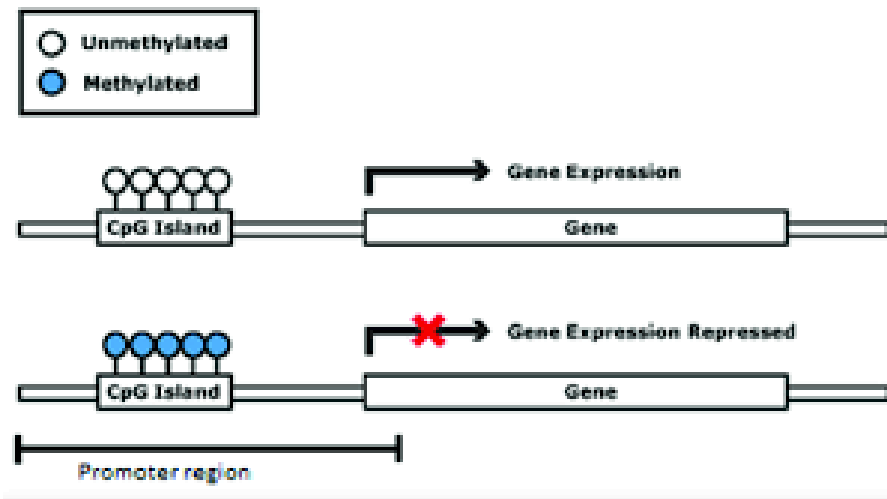 Unmethylated
Methylated
Gene Expression
CpG Island
Gene
Gene Expression Repressed
CpG Island
Gene
Promoter region